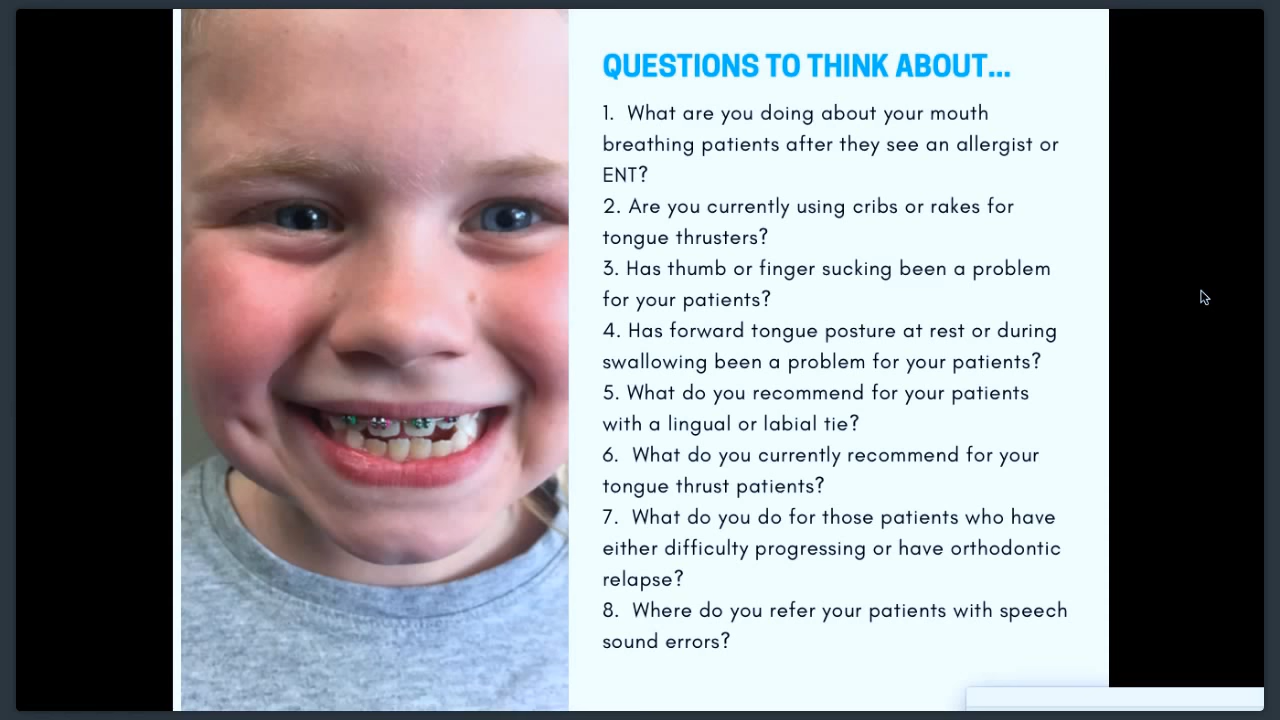 QUESTIONS TO THINK ABOUT...
1.  What are you doing about your mouth
breathing patients after they see an allergist or
ENT?
2. Are you currently using cribs or rakes for
tongue thrusters?
3. Has thumb or finger sucking been a problem
for your patients?
4. Has forward tongue posture at rest or during
swallowing been a problem for your patients?
5. What do you recommend for your patients
with a lingual or labial tie?
6.  What do you currently recommend for your
tongue thrust patients?
7.  What do you do for those patients who have
either difficulty progressing or have orthodontic
relapse?
8.  Where do you refer your patients with speech
sound errors?